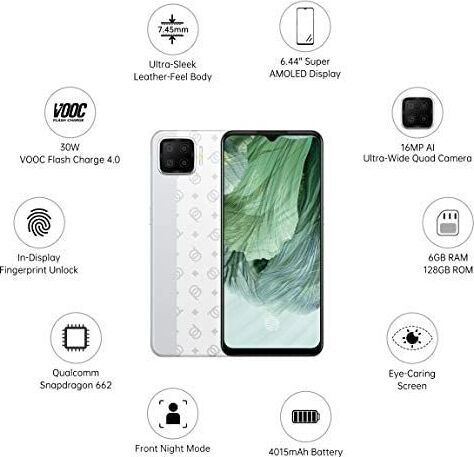 7.45mm
Ultra-Sleek
Leather-Feel Body
6.44" Super
AMOLED Display
VOOC
FLASH CHARGE
30W
VOOC Flash Charge 4.0
16MP AI
Ultra-Wide Quad Camera
In-Display
Fingerprint Unlock
6GB RAM
128GB ROM
Qualcomm
Snapdragon 662
Eye-Caring
Screen
Front Night Mode
4015mAh Battery